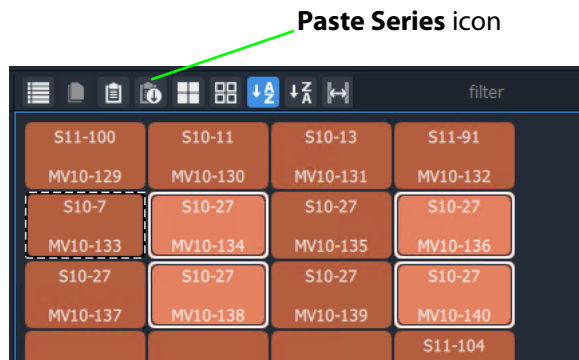 Paste Series icon
filter
S11-100 S10-11 S10-13 S11-91
MV10-129 MV10-130 MV10-131 MV10-132
S10-7 S10-27 S10-27 S10-27
MV10-133 MV10-134 MV10-135 MV10-136
S10-27 S10-27 S10-27 S10-27
MV10-137 MV10-138 MV10-139 MV10-140
S11-104